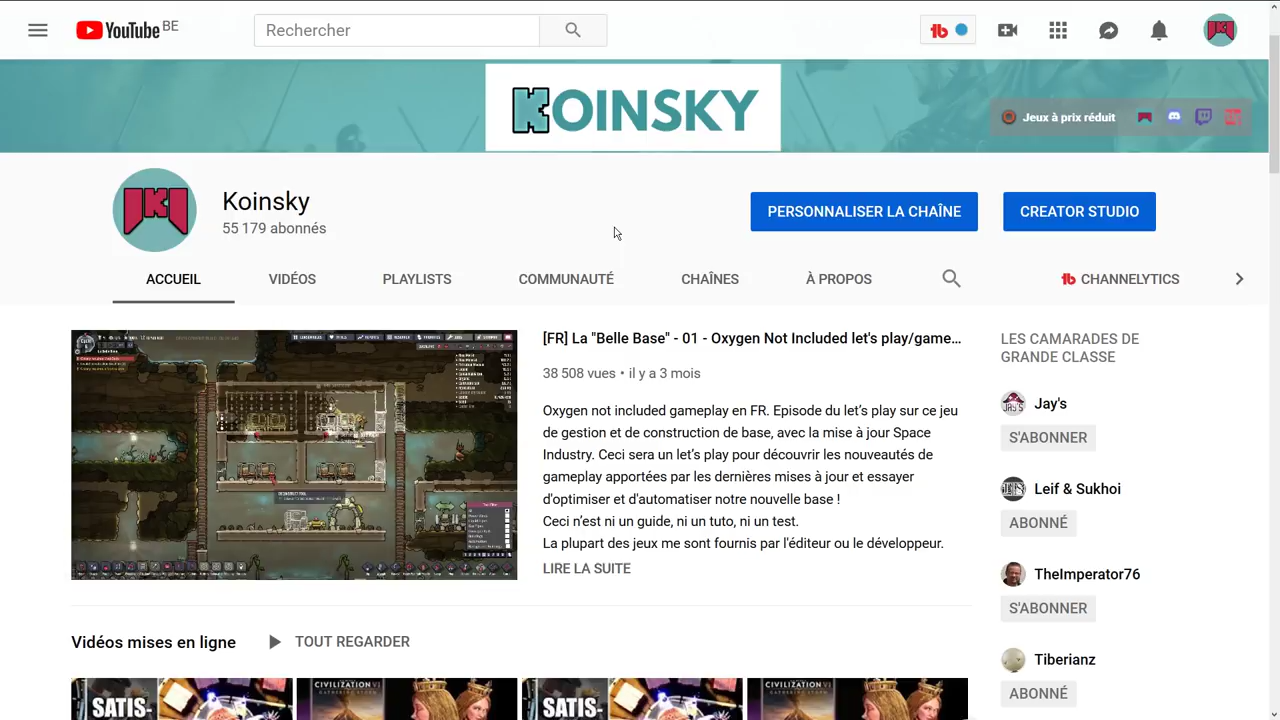 YouTube BE
Rechercher
KOINSKY
Jeux à prix réduit
Koinsky
55 179 abonnés
PERSONNALISER LA CHAÎNE
CREATOR STUDIO
ACCUEIL
VIDÉOS
PLAYLISTS
COMMUNAUTÉ
CHAÎNES
À PROPOS
CHANNELYTICS
[FR] La "Belle Base" - 01 - Oxygen Not Included let's play/game...
38 508 vues • il y a 3 mois
Oxygen not included gameplay en FR. Episode du let’s play sur ce jeu
de gestion et de construction de base, avec la mise à jour Space
Industry. Ceci sera un let’s play pour découvrir les nouveautés de
gameplay apportées par les dernières mises à jour et essayer
d'optimiser et d'automatiser notre nouvelle base !
Ceci n’est ni un guide, ni un tuto, ni un test.
La plupart des jeux me sont fournis par l'éditeur ou le développeur.
LIRE LA SUITE
LES CAMARADES DE
GRANDE CLASSE
Jay's
S'ABONNER
Leif & Sukhoi
ABONNÉ
TheImperator76
S'ABONNER
Tiberianz
ABONNÉ
Vidéos mises en ligne
TOUT REGARDER
SATIS-
CIVILIZATION VI
GATHERING STORM
SATIS-
CIVILIZATION VI
GATHERING STORM